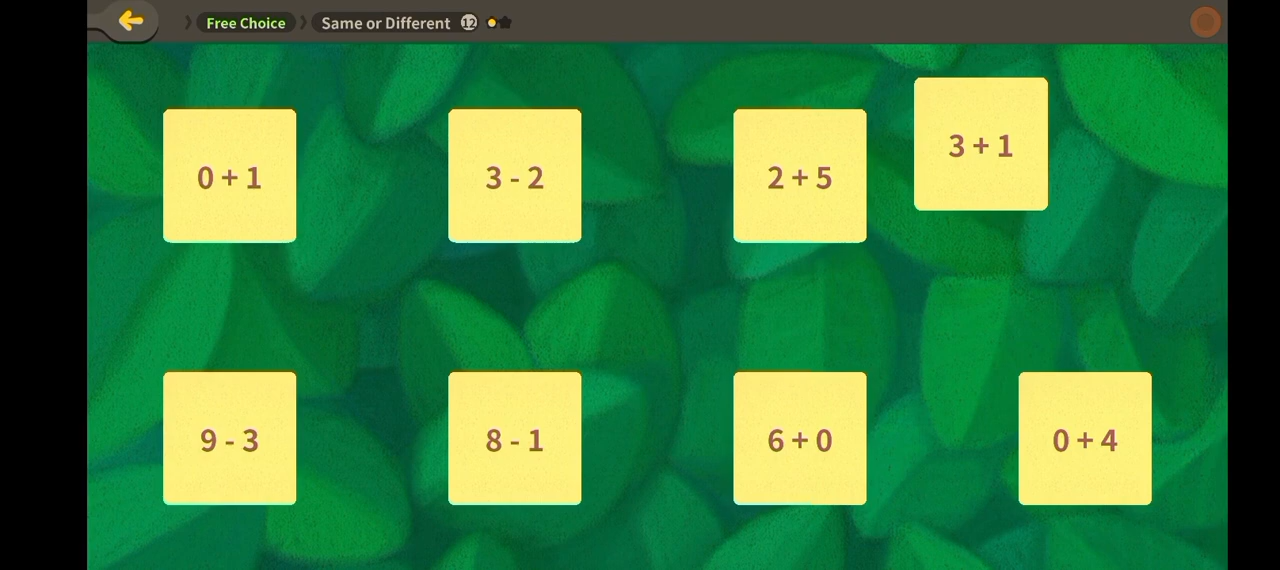 Free Choice
Same or Different 12
0 + 1
3 - 2
2 + 5
3 + 1
9 - 3
8 - 1
6 + 0
0 + 4